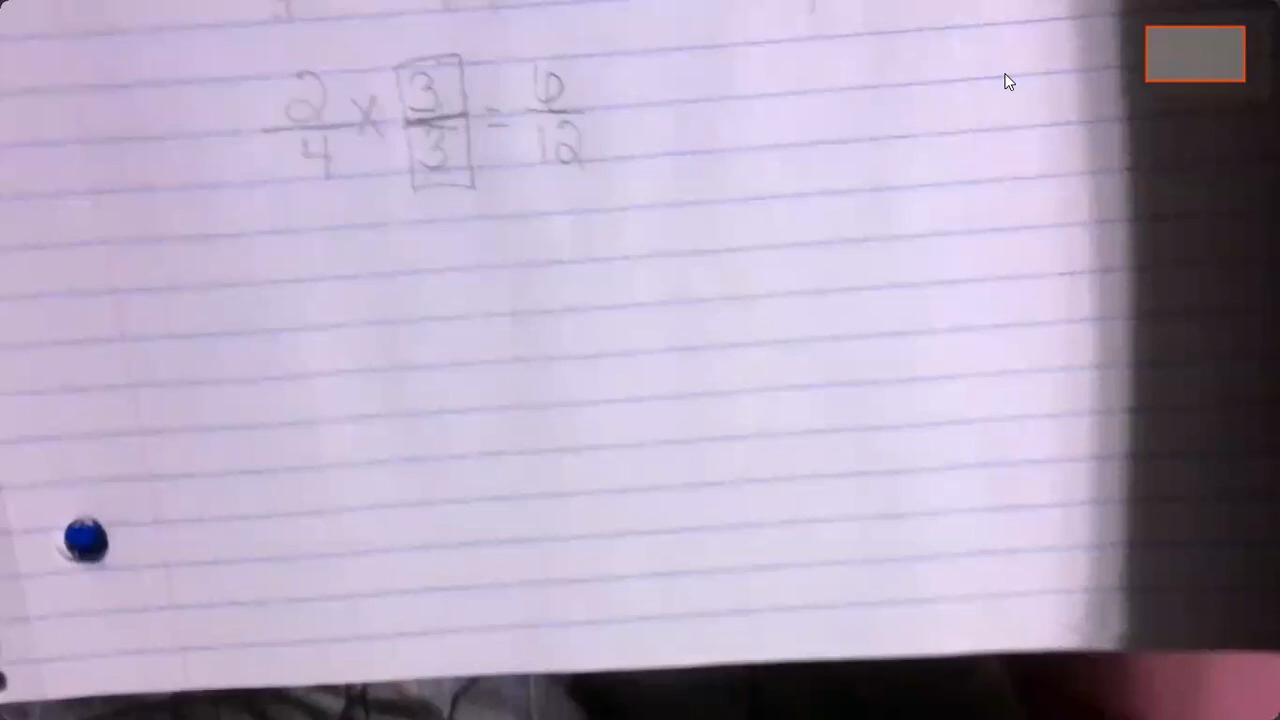 2/4 x 3/3 = 6/12